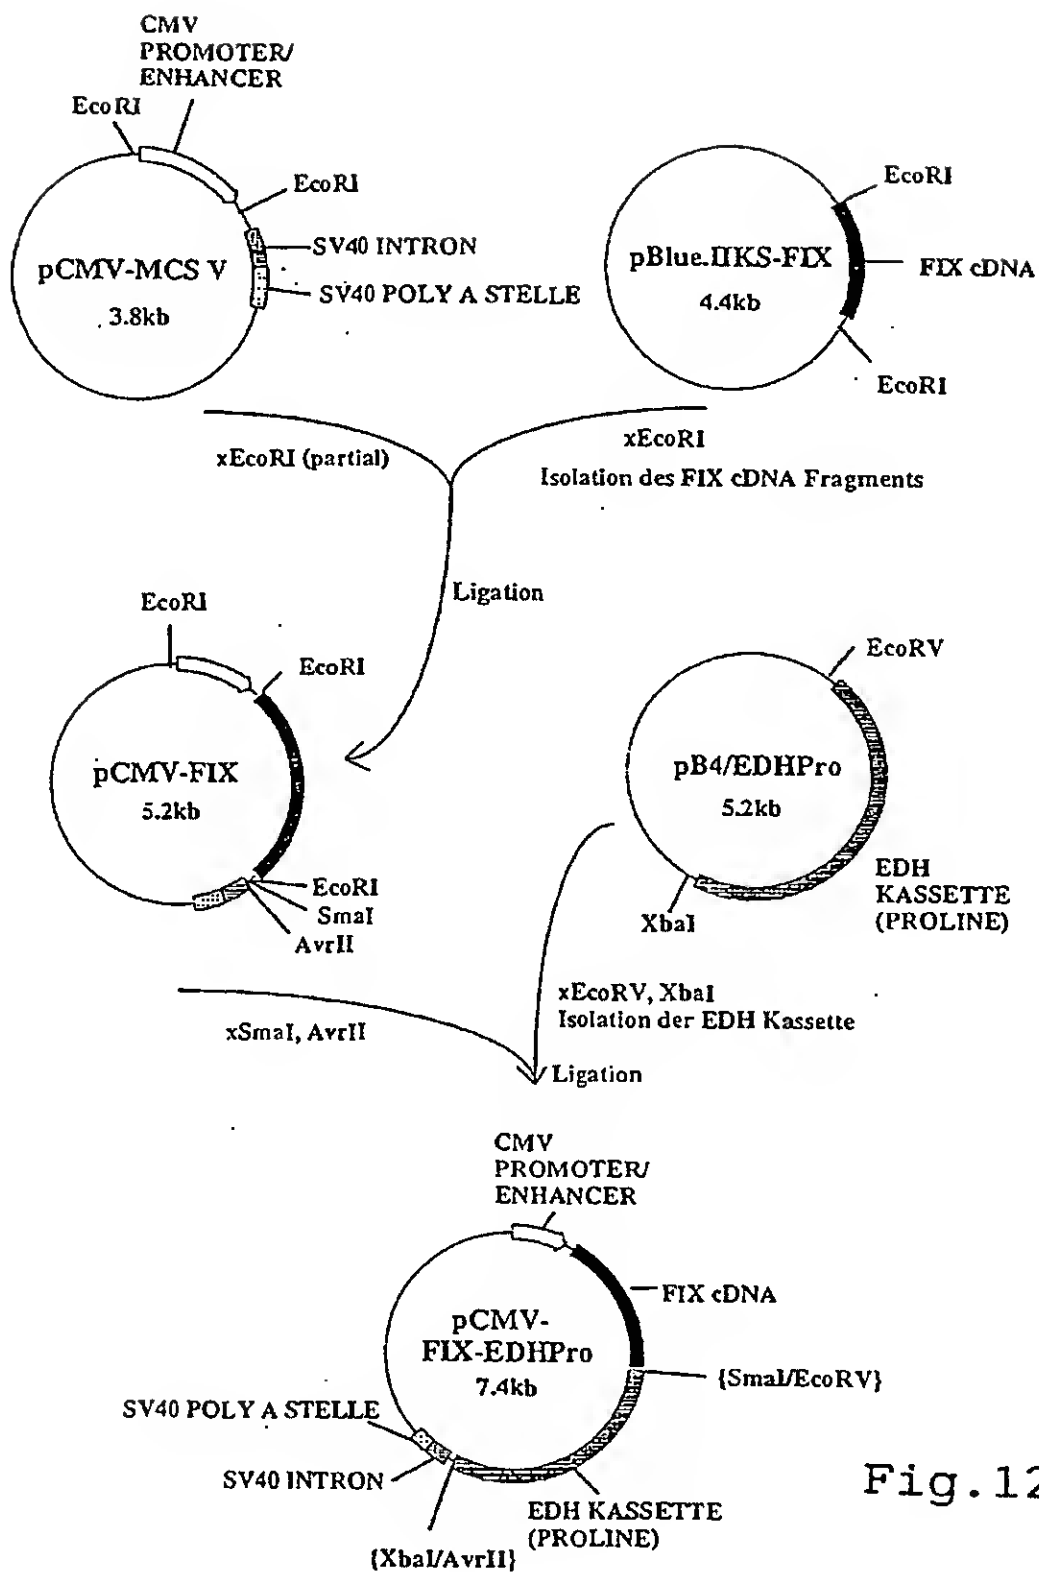 CMV
PROMOTER/
ENHANCER
EcoRI
EcoRI
SV40 INTRON
SV40 POLY A STELLE
pCMV-MCS V
3.8kb
EcoRI
pBlue.IIKS-FIX
4.4kb
FIX cDNA
EcoRI
xEcoRI (partial)
xEcoRI
Isolation des FIX cDNA Fragments
Ligation
EcoRI
EcoRI
pCMV-FIX
5.2kb
EcoRI
SmaI
AvrII
EcoRV
pB4/EDHPro
5.2kb
EDH
KASSETTE
(PROLINE)
XbaI
xSmaI, AvrII
xEcoRV, XbaI
Isolation der EDH Kassette
Ligation
CMV
PROMOTER/
ENHANCER
FIX cDNA
pCMV-
FIX-EDHPro
7.4kb
{SmaI/EcoRV}
SV40 POLY A STELLE
SV40 INTRON
EDH KASSETTE
(PROLINE)
{XbaI/AvrII}
Fig.12